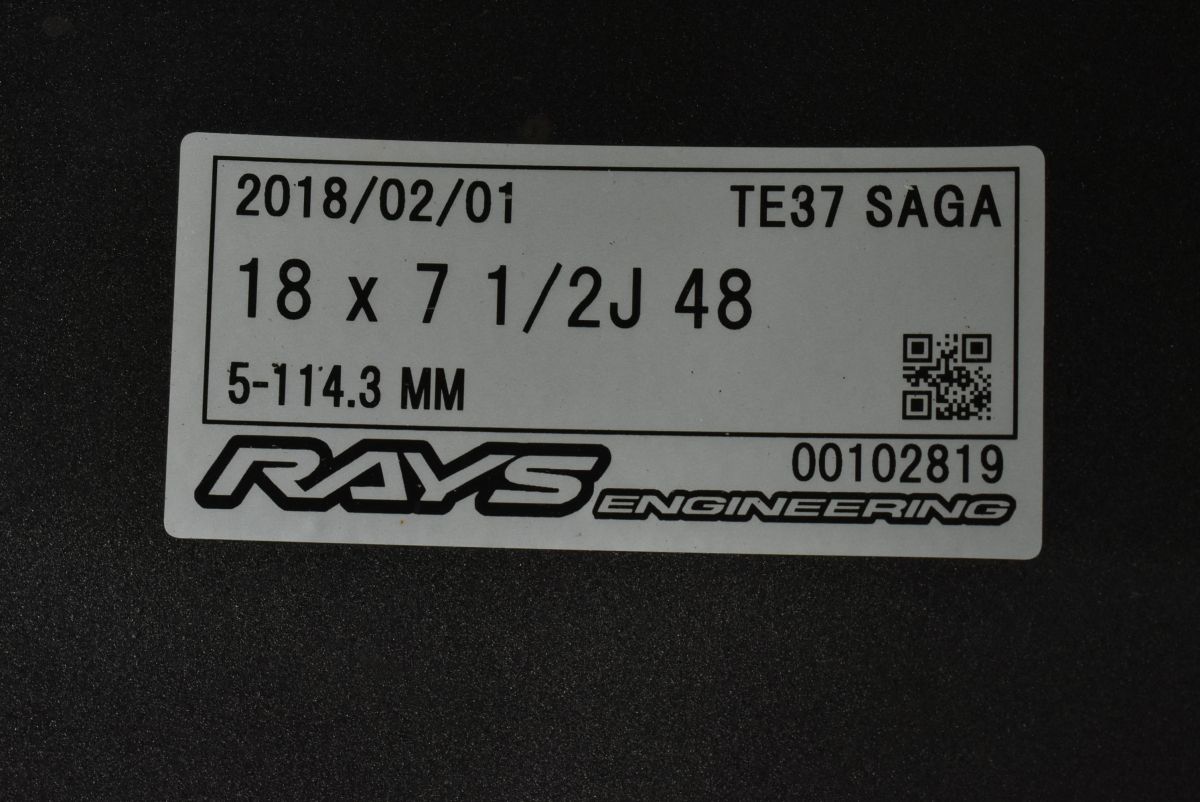 2018/02/01 TE37 SAGA
18 x 7 1/2J 48
5-114.3 MM
00102819
RAYS ENGINEERING